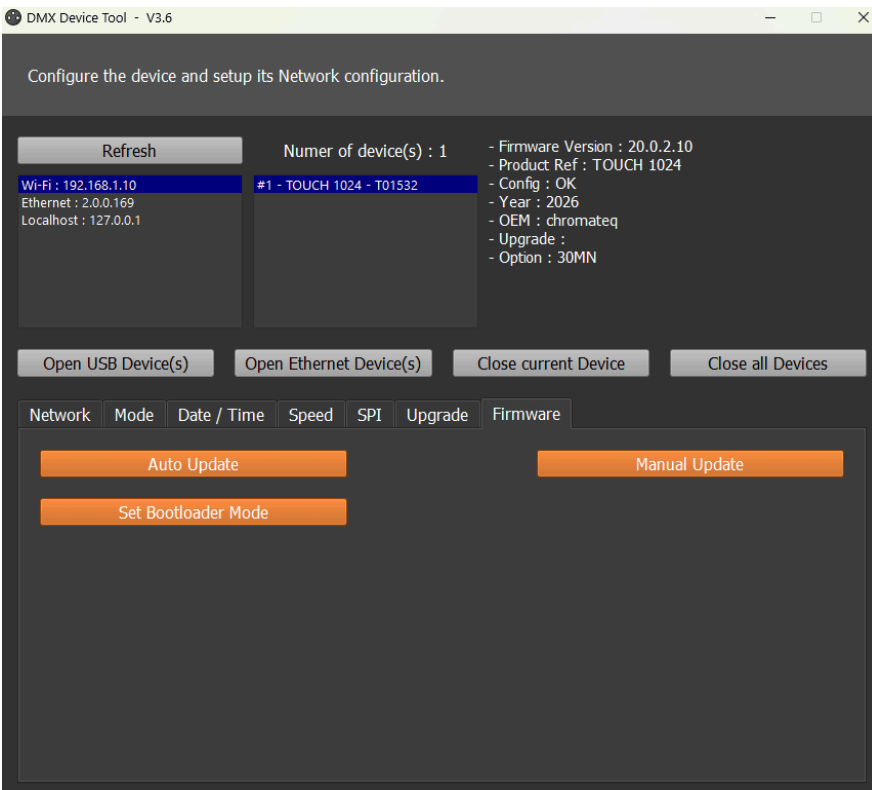 DMX Device Tool - V3.6
Configure the device and setup its Network configuration.
Refresh
Numer of device(s) : 1
Wi-Fi : 192.168.1.10
Ethernet : 2.0.0.169
Localhost : 127.0.0.1
#1 - TOUCH 1024 - T01532
- Firmware Version : 20.0.2.10
- Product Ref : TOUCH 1024
- Config : OK
- Year : 2026
- OEM : chromateq
- Upgrade :
- Option : 30MN
Open USB Device(s)
Open Ethernet Device(s)
Close current Device
Close all Devices
Network
Mode
Date / Time
Speed
SPI
Upgrade
Firmware
Auto Update
Manual Update
Set Bootloader Mode